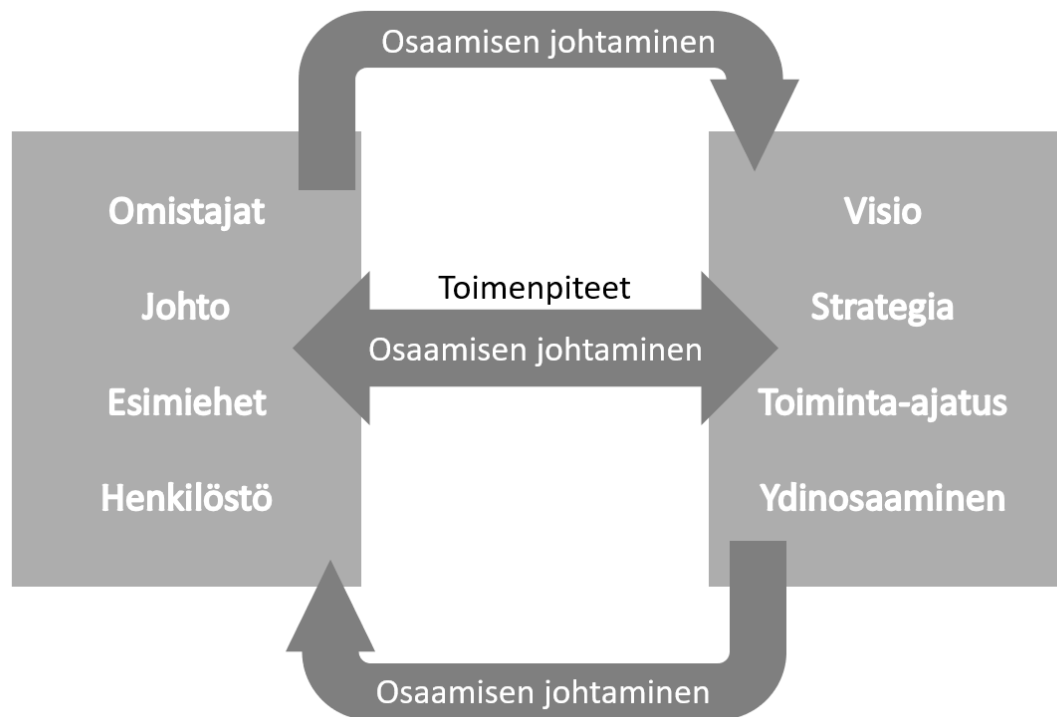 Osaamisen johtaminen
Omistajat
Johto
Esimiehet
Henkilöstö
Toimenpiteet
Osaamisen johtaminen
Visio
Strategia
Toiminta-ajatus
Ydinosaaminen
Osaamisen johtaminen